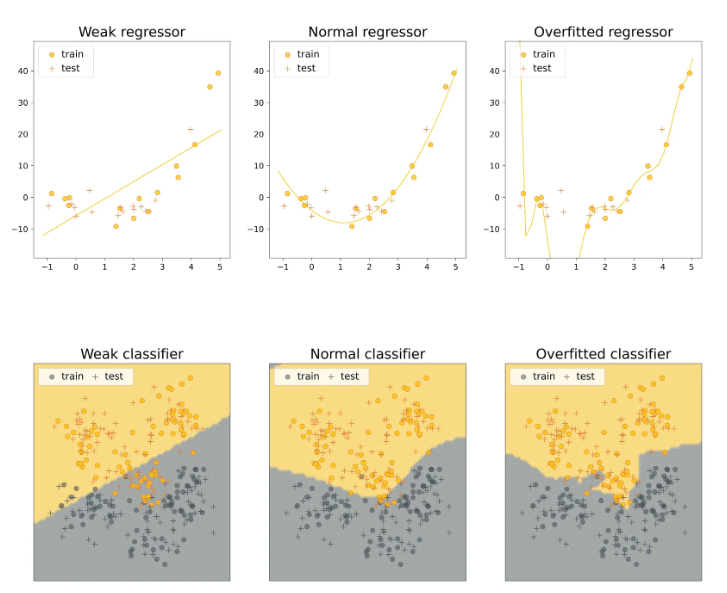 Weak regressor
train
test
40
30
20
10
0
−10
−1 0 1 2 3 4 5
Normal regressor
train
test
40
30
20
10
0
−10
−1 0 1 2 3 4 5
Overfitted regressor
train
test
40
30
20
10
0
−10
−1 0 1 2 3 4 5
Weak classifier
train test
Normal classifier
train test
Overfitted classifier
train test